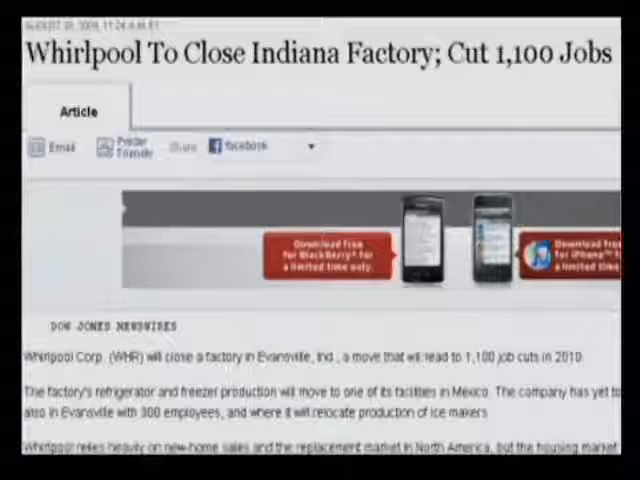 Whirlpool To Close Indiana Factory; Cut 1,100 Jobs
Article
Email
Printer
Friendly
Share
facebook
Download free
for BlackBerry® for
a limited time only.
Download free
for iPhone™ f
a limited time
DOW JONES NEWSWIRES
Whirlpool Corp. (WHR) will close a factory in Evansville, Ind., a move that will lead to 1,100 job cuts in 2010.
The factory's refrigerator and freezer production will move to one of its facilities in Mexico. The company has yet to
also in Evansville with 300 employees, and where it will relocate production of ice makers.
Whirlpool relies heavily on new-home sales and the replacement market in North America, but the housing market